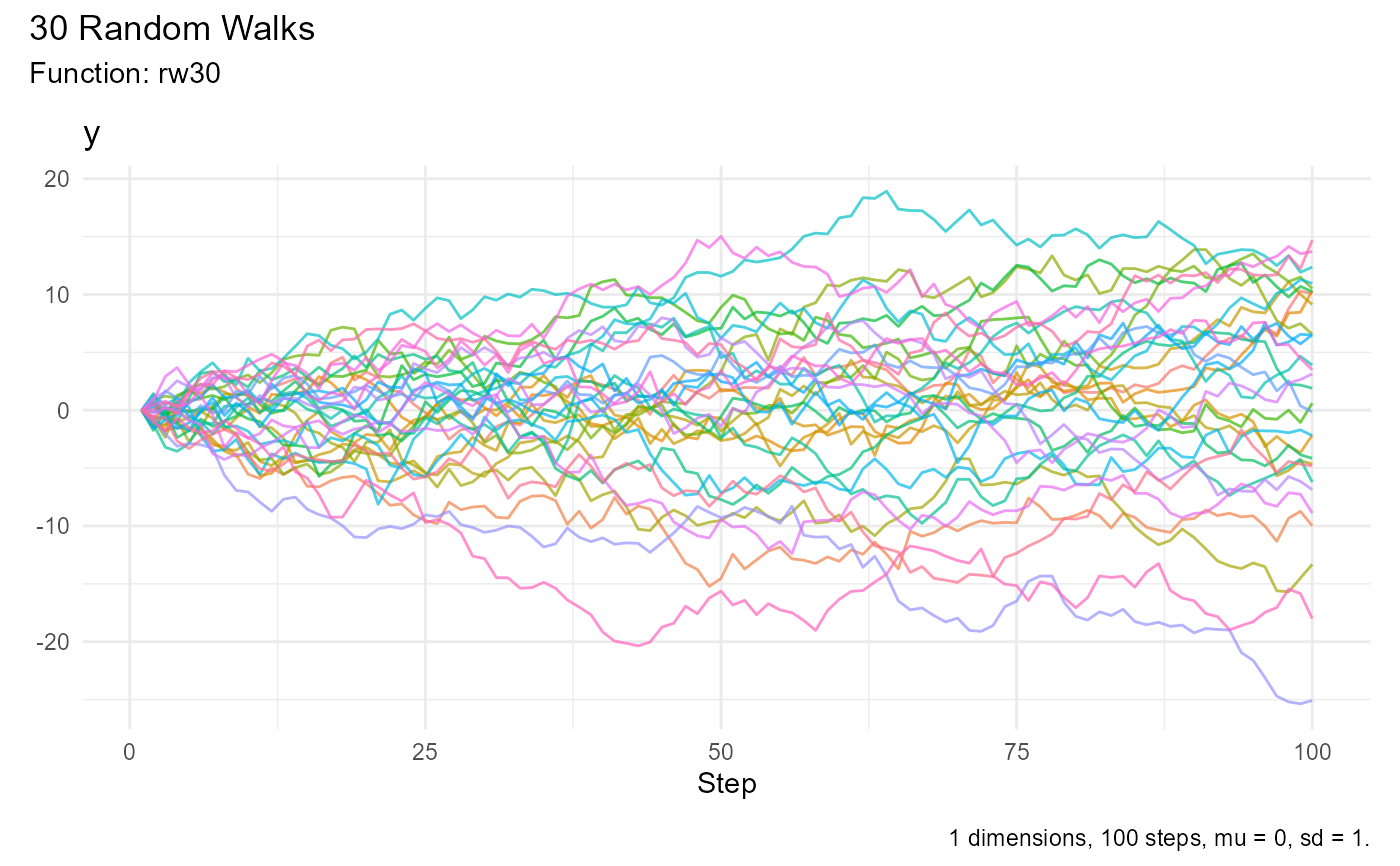 30 Random Walks
Function: rw30
y
20
10
0
-10
-20
0 25 50 75 100
Step
1 dimensions, 100 steps, mu = 0, sd = 1.